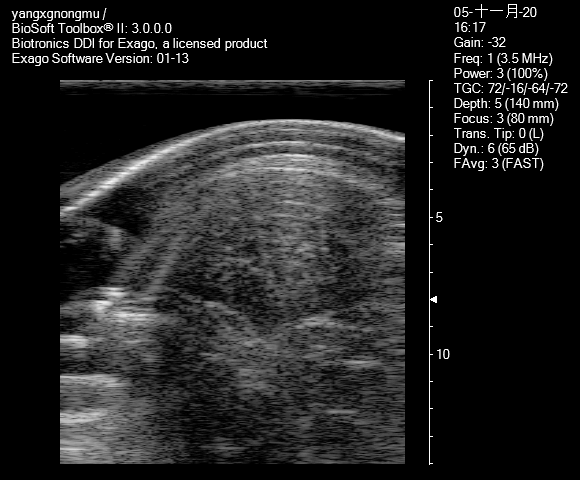 yangxgnongmu /
BioSoft Toolbox® II: 3.0.0.0
Biotronics DDI for Exago, a licensed product
Exago Software Version: 01-13
05-十一月-20
16:17
Gain: -32
Freq: 1 (3.5 MHz)
Power: 3 (100%)
TGC: 72/-16/-64/-72
Depth: 5 (140 mm)
Focus: 3 (80 mm)
Trans. Tip: 0 (L)
Dyn.: 6 (65 dB)
FAvg: 3 (FAST)
5
10